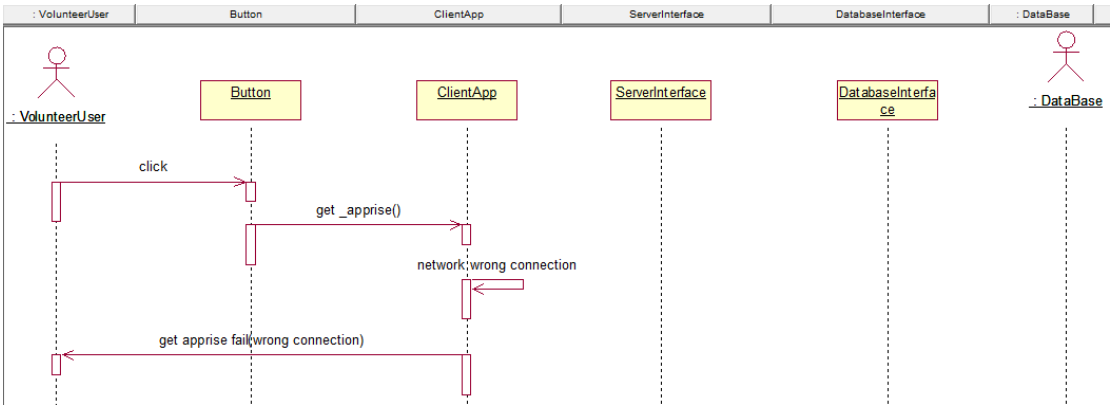 : VolunteerUser
Button
ClientApp
ServerInterface
DatabaseInterface
: DataBase
Button
ClientApp
ServerInterface
DatabaseInterfa
ce
: VolunteerUser
: DataBase
click
get _apprise()
network wrong connection
get apprise fail(wrong connection)